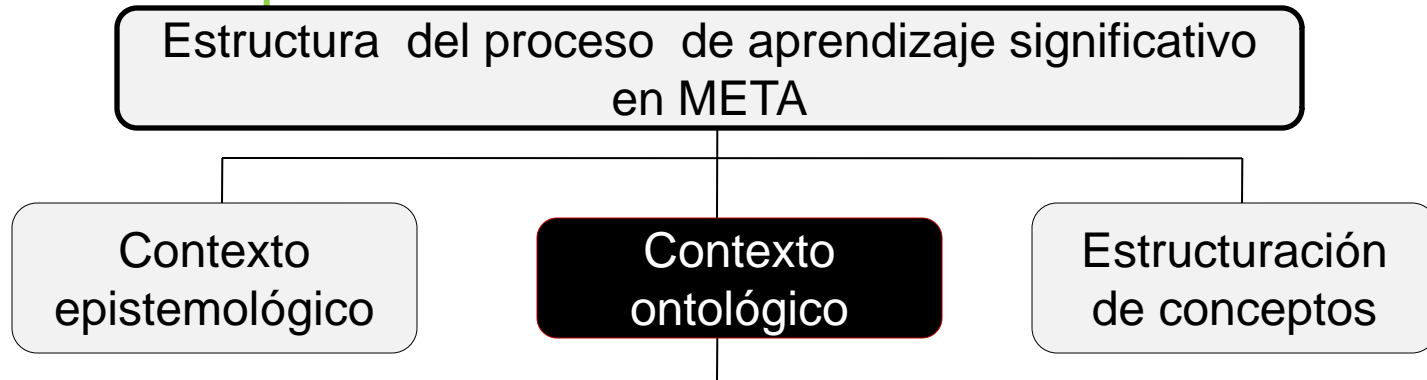 Estructura del proceso de aprendizaje significativo
en META
Contexto
epistemológico
Contexto
ontológico
Estructuración
de conceptos